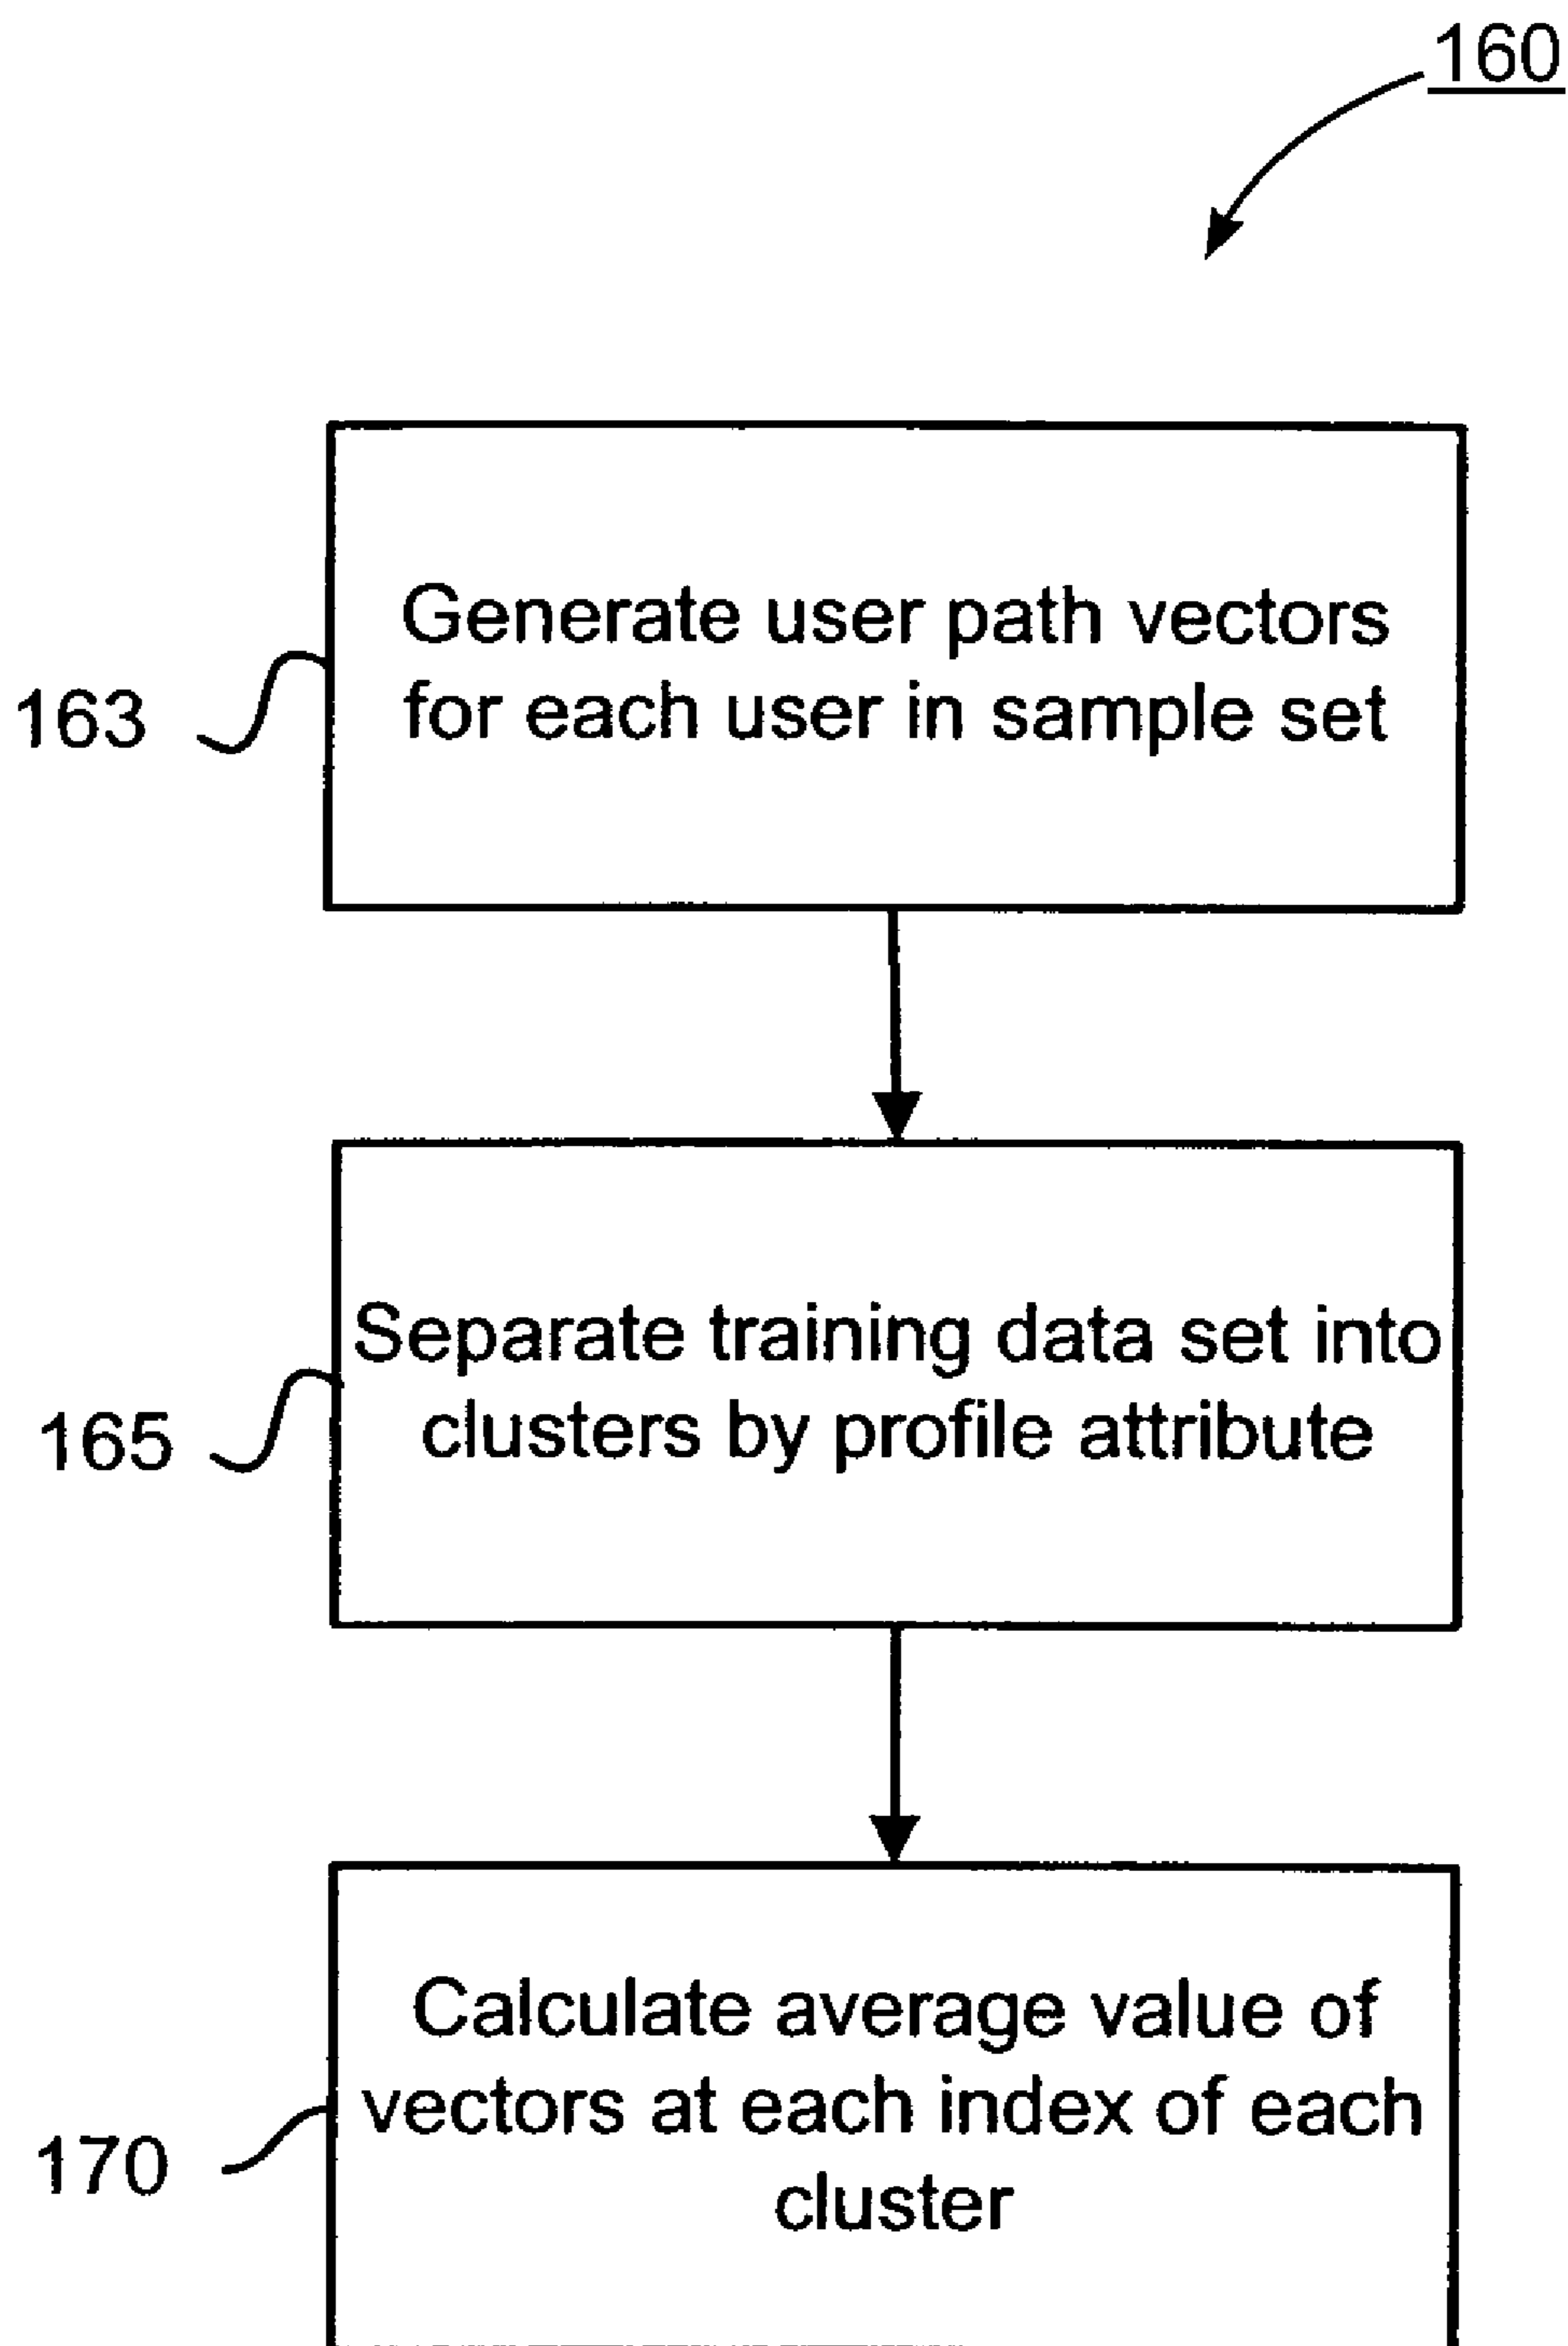 160
Generate user path vectors
for each user in sample set
163
Separate training data set into
clusters by profile attribute
165
Calculate average value of
vectors at each index of each
cluster
170